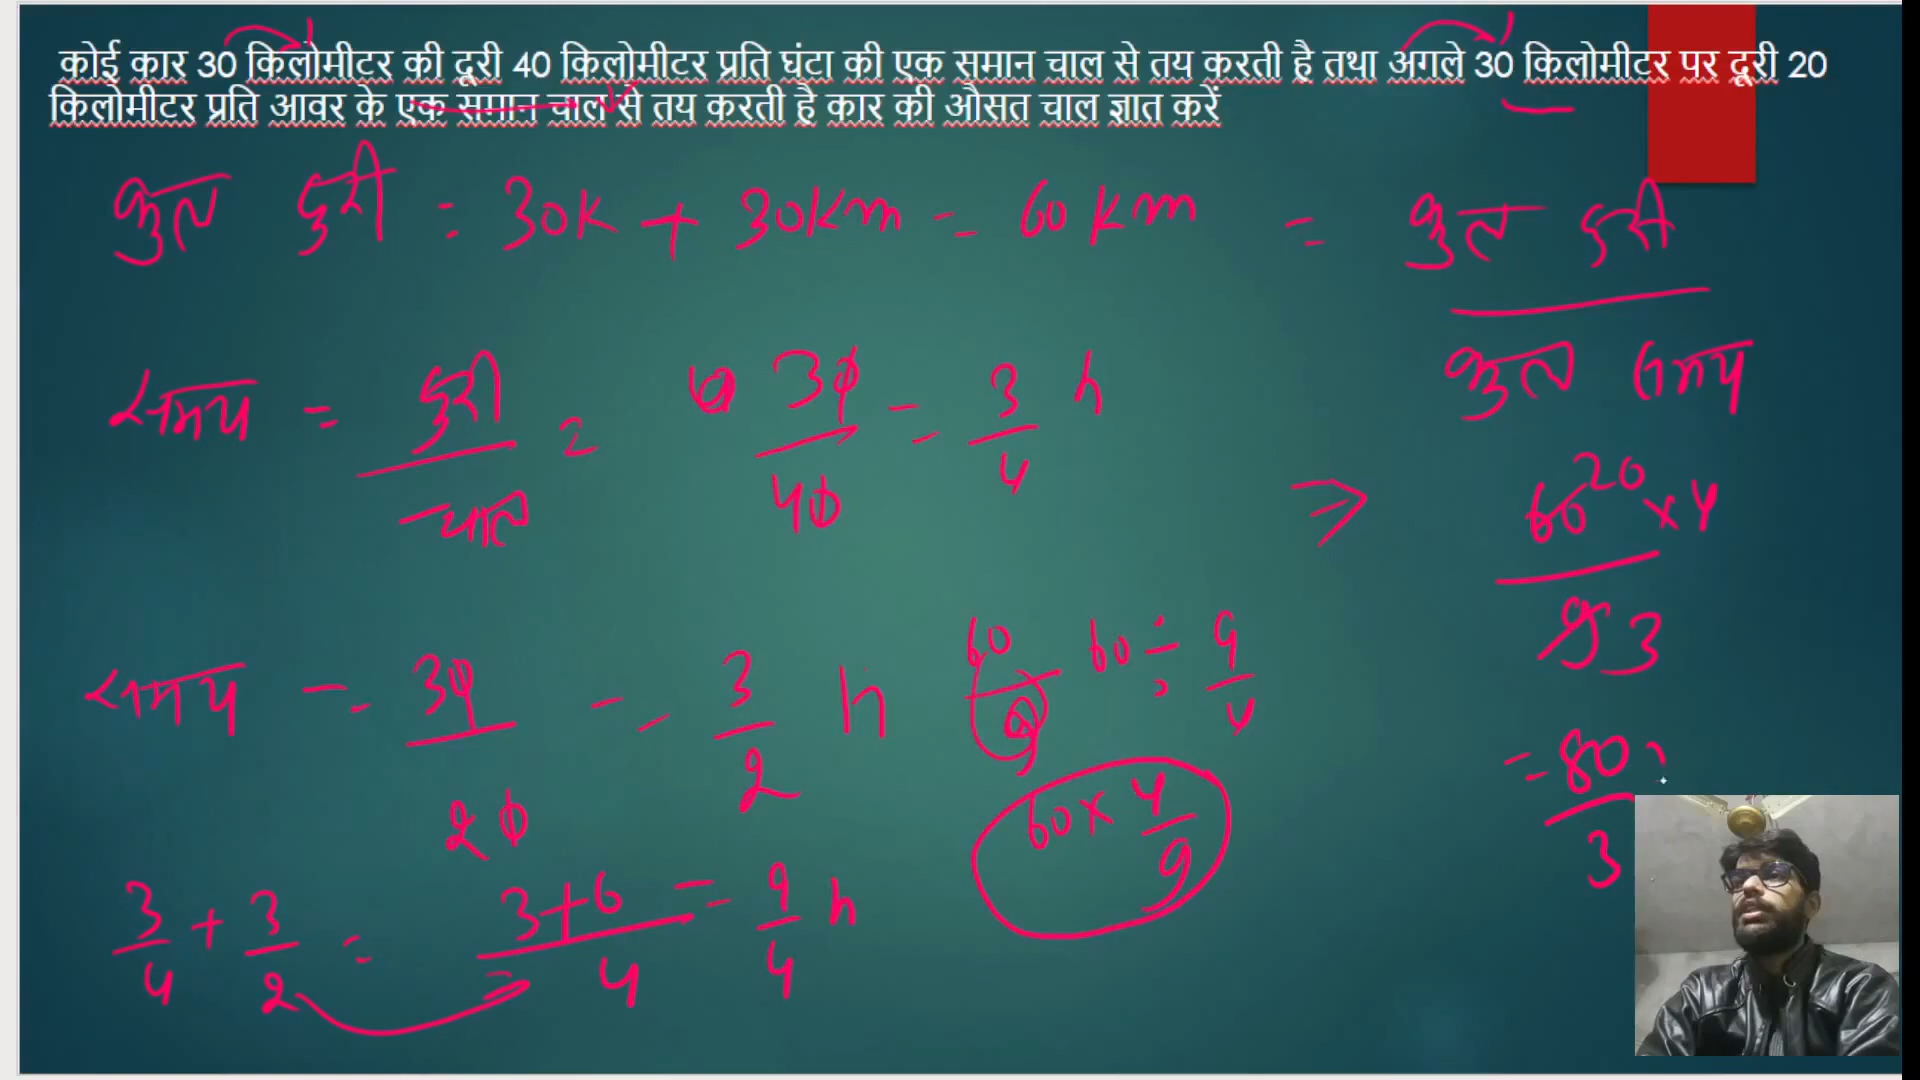 कोई कार 30 किलोमीटर की दूरी 40 किलोमीटर प्रति घंटा की एक समान चाल से तय करती है तथा अगले 30 किलोमीटर पर दूरी 20
किलोमीटर प्रति आवर के एक समान चाल से तय करती है कार की औसत चाल ज्ञात करें
कुल दूरी = 30k + 30km = 60km = कुल दूरी / कुल समय
समय = दूरी / चाल = 30/40 = 3/4 h
⇒ 60 20 × 4 / 9 3
समय = 30/20 = 3/2 h
60 60 ÷ 9/4
= 80 / 3
60 × 4/9
3/4 + 3/2 = 3+6 / 4 = 9/4 h